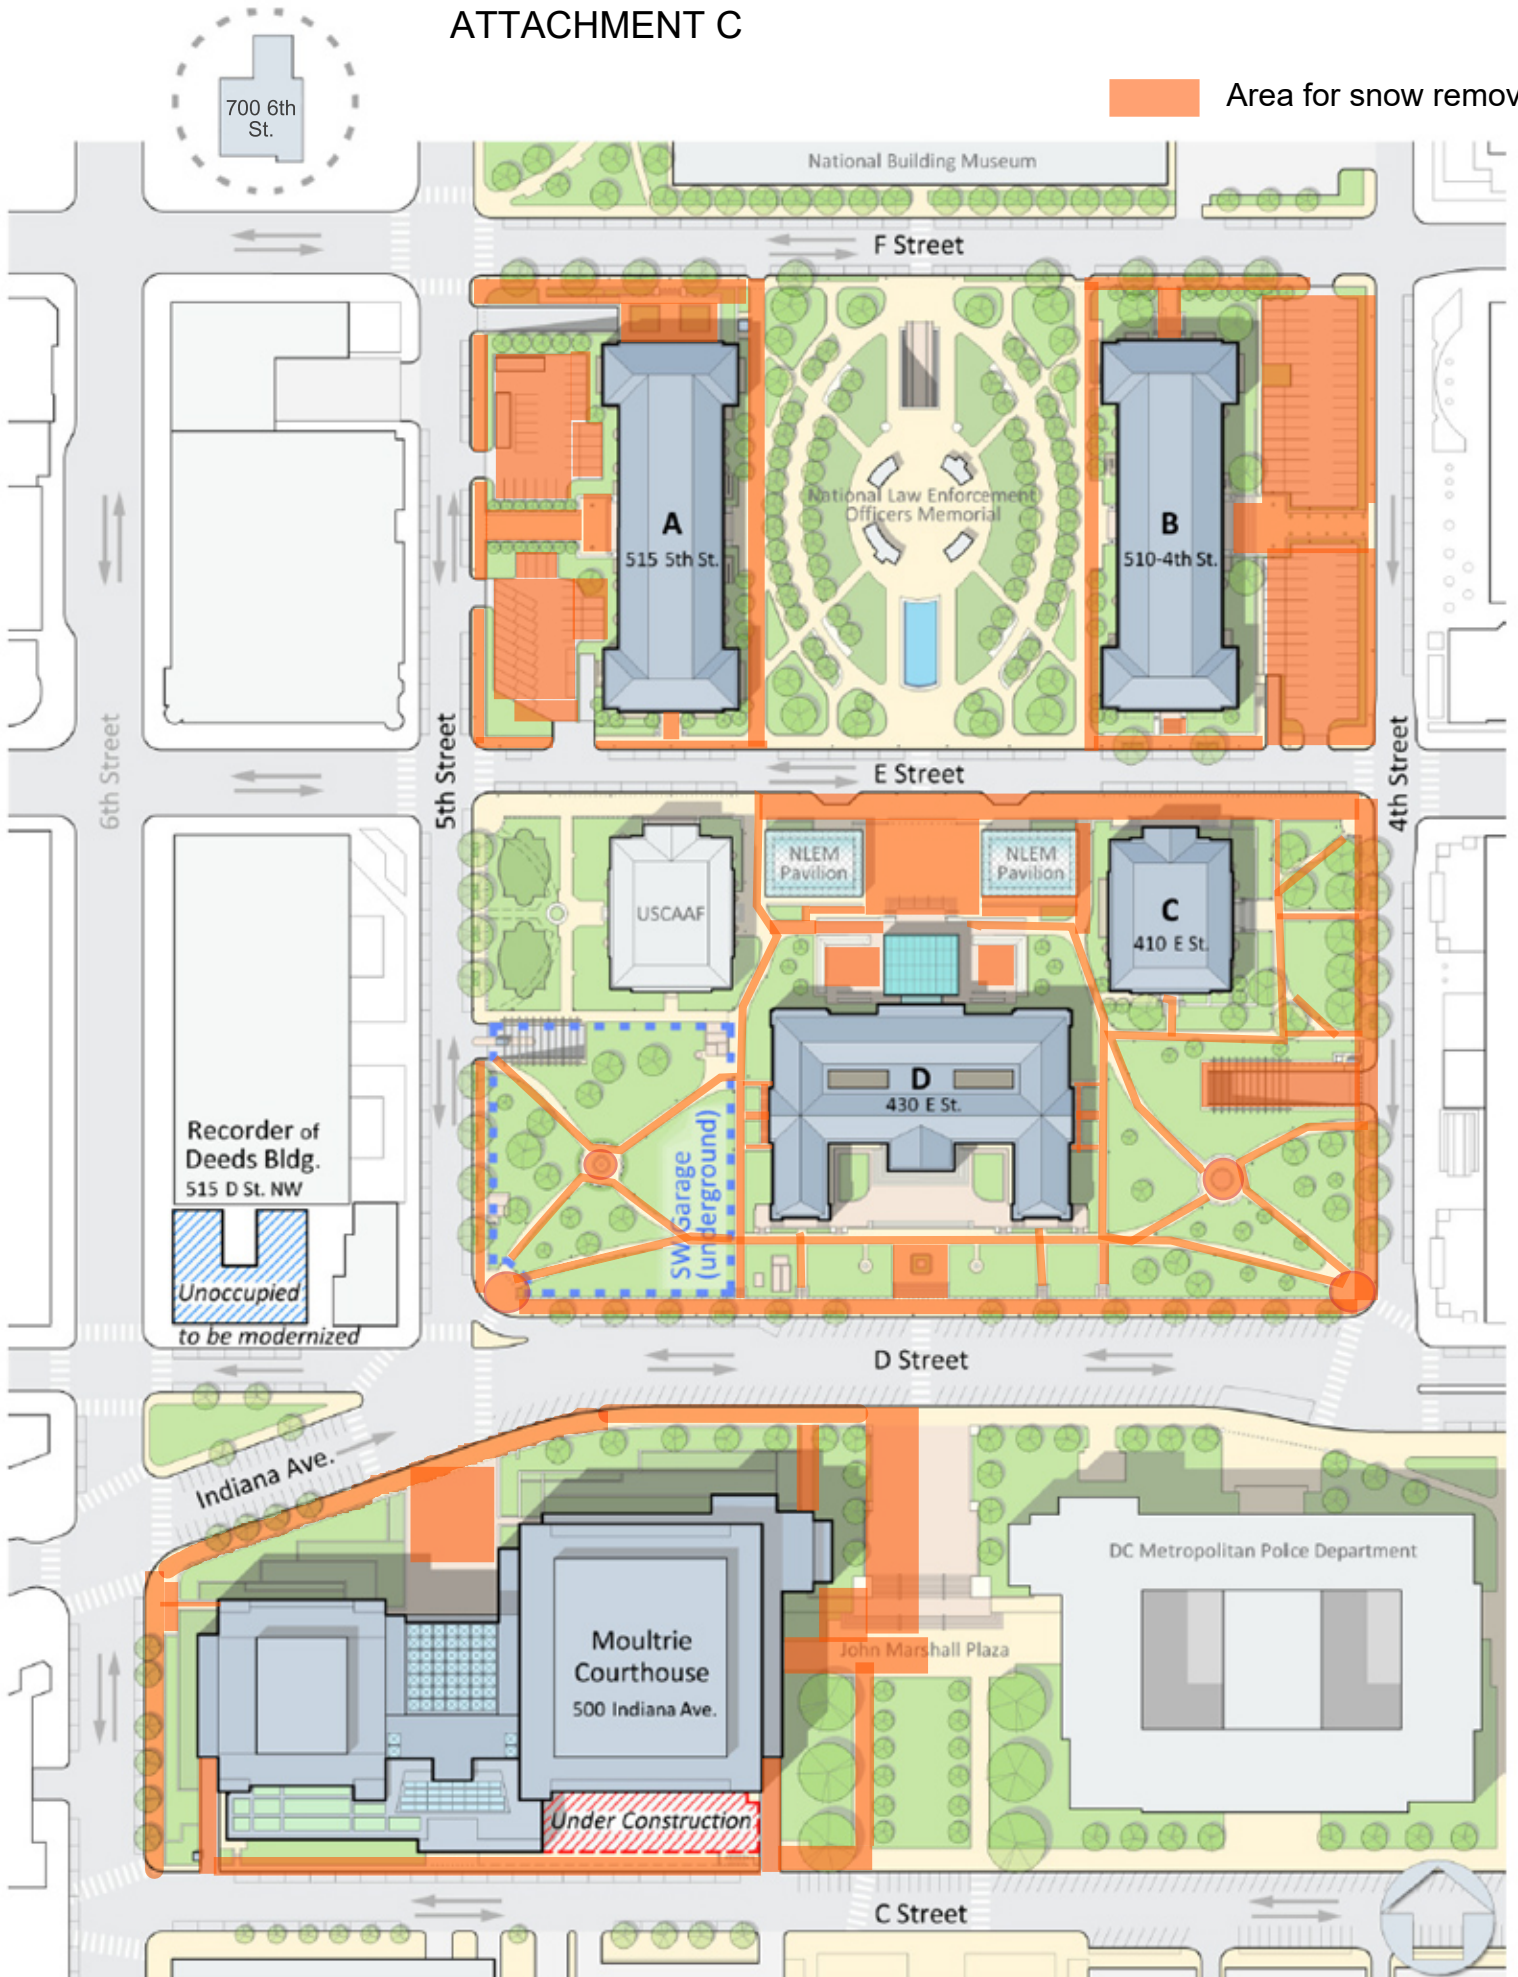 ATTACHMENT C
700 6th
St.
Area for snow remov
National Building Museum
F Street
National Law Enforcement
Officers Memorial
A
515 5th St.
B
510-4th St.
6th Street
5th Street
4th Street
E Street
NLEM
Pavilion
NLEM
Pavilion
USCAAF
C
410 E St.
D
430 E St.
Recorder of
Deeds Bldg.
515 D St. NW
SW Garage
(underground)
Unoccupied
to be modernized
D Street
Indiana Ave.
DC Metropolitan Police Department
Moultrie
Courthouse
500 Indiana Ave.
John Marshall Plaza
Under Construction
C Street